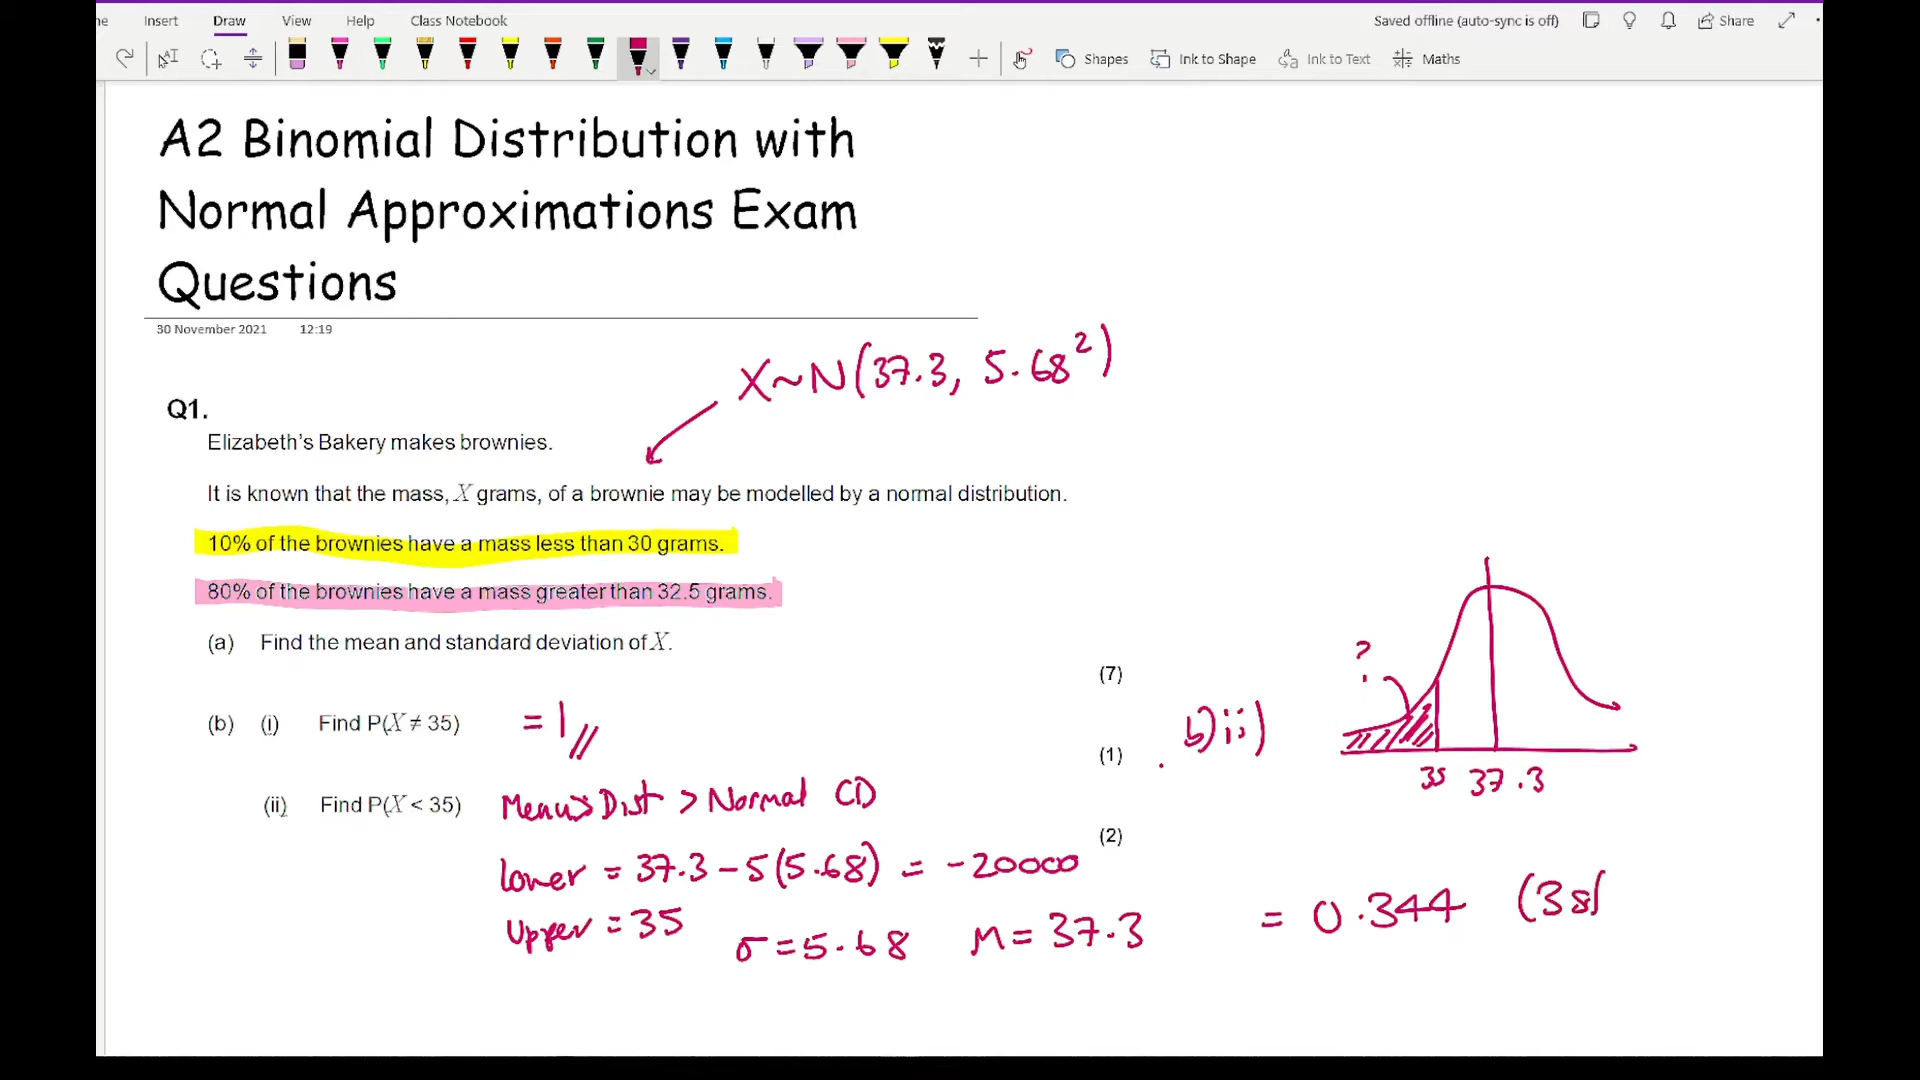 Insert Draw View Help Class Notebook Saved offline (auto-sync is off) Share
Shapes Ink to Shape Ink to Text Maths
A2 Binomial Distribution with
Normal Approximations Exam
Questions
30 November 2021 12:19
X~N(37.3, 5.68²)
Q1.
Elizabeth's Bakery makes brownies.
It is known that the mass, X grams, of a brownie may be modelled by a normal distribution.
10% of the brownies have a mass less than 30 grams.
80% of the brownies have a mass greater than 32.5 grams.
(a) Find the mean and standard deviation of X.
(7)
(b) (i) Find P(X ≠ 35) = 1
(1)
(ii) Find P(X < 35) Menu > Dist > Normal CD
(2)
lower = 37.3 - 5(5.68) = -20000
Upper = 35
σ = 5.68 μ = 37.3
b)ii)
?
35 37.3
= 0.344 (3s